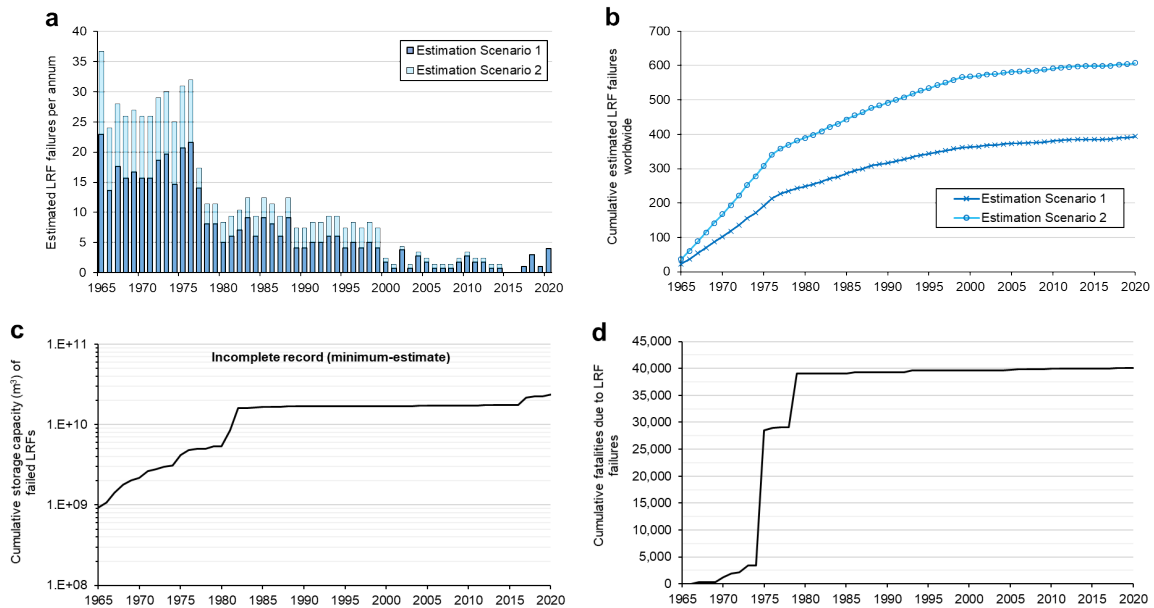 a
Estimated LRF failures per annum
40
35
30
25
20
15
10
5
0
Estimation Scenario 1
Estimation Scenario 2
1965 1970 1975 1980 1985 1990 1995 2000 2005 2010 2015 2020
b
Cumulative estimated LRF failures
worldwide
700
600
500
400
300
200
100
0
Estimation Scenario 1
Estimation Scenario 2
1965 1970 1975 1980 1985 1990 1995 2000 2005 2010 2015 2020
c
Cumulative storage capacity (m³) of
failed LRFs
1.E+11
1.E+10
1.E+09
1.E+08
Incomplete record (minimum-estimate)
1965 1970 1975 1980 1985 1990 1995 2000 2005 2010 2015 2020
d
Cumulative fatalities due to LRF
failures
45,000
40,000
35,000
30,000
25,000
20,000
15,000
10,000
5,000
0
1965 1970 1975 1980 1985 1990 1995 2000 2005 2010 2015 2020